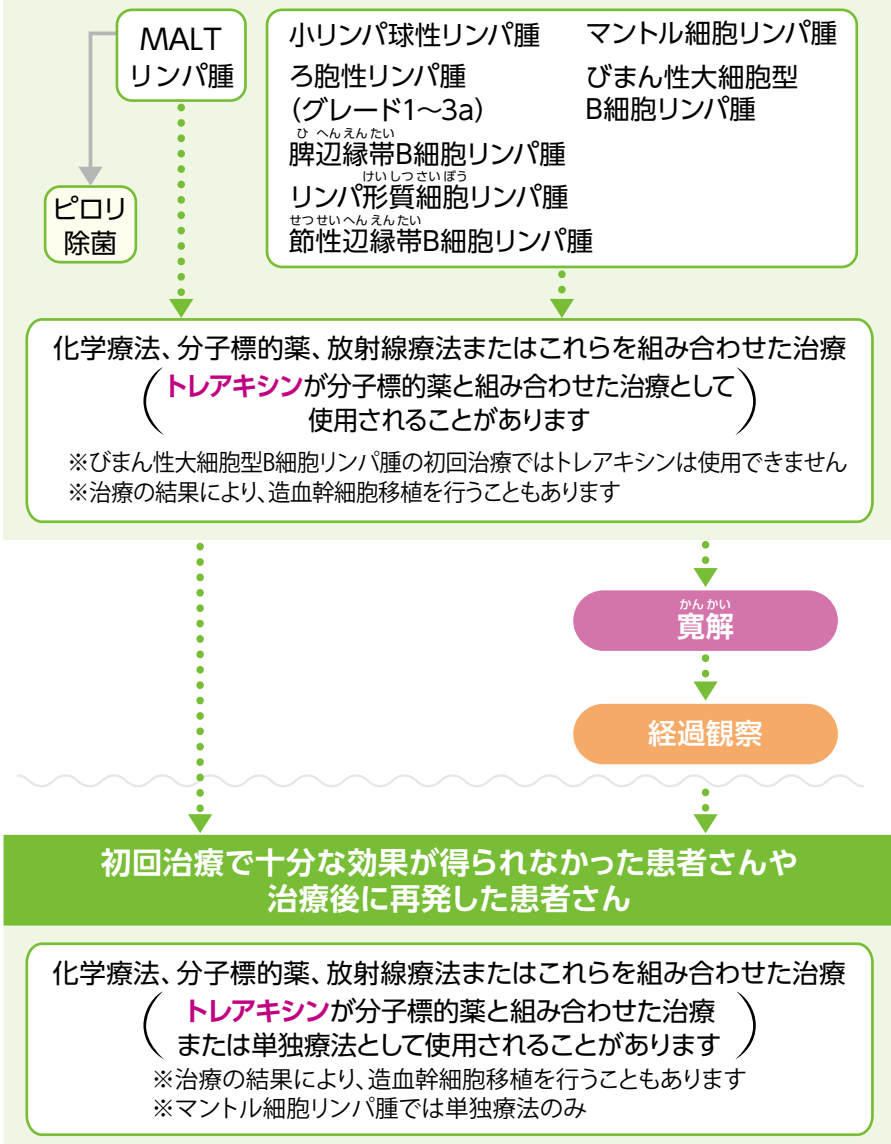 MALT
リンパ腫
ピロリ
除菌
小リンパ球性リンパ腫
ろ胞性リンパ腫
(グレード1〜3a)
ひ へんえんたい
脾辺縁帯B細胞リンパ腫
けいしつさいぼう
リンパ形質細胞リンパ腫
せつせいへんえんたい
節性辺縁帯B細胞リンパ腫
マントル細胞リンパ腫
びまん性大細胞型
B細胞リンパ腫
化学療法、分子標的薬、放射線療法またはこれらを組み合わせた治療
(トレアキシンが分子標的薬と組み合わせた治療として
使用されることがあります)
※びまん性大細胞型B細胞リンパ腫の初回治療ではトレアキシンは使用できません
※治療の結果により、造血幹細胞移植を行うこともあります
かんかい
寛解
経過観察
初回治療で十分な効果が得られなかった患者さんや
治療後に再発した患者さん
化学療法、分子標的薬、放射線療法またはこれらを組み合わせた治療
(トレアキシンが分子標的薬と組み合わせた治療
または単独療法として使用されることがあります)
※治療の結果により、造血幹細胞移植を行うこともあります
※マントル細胞リンパ腫では単独療法のみ